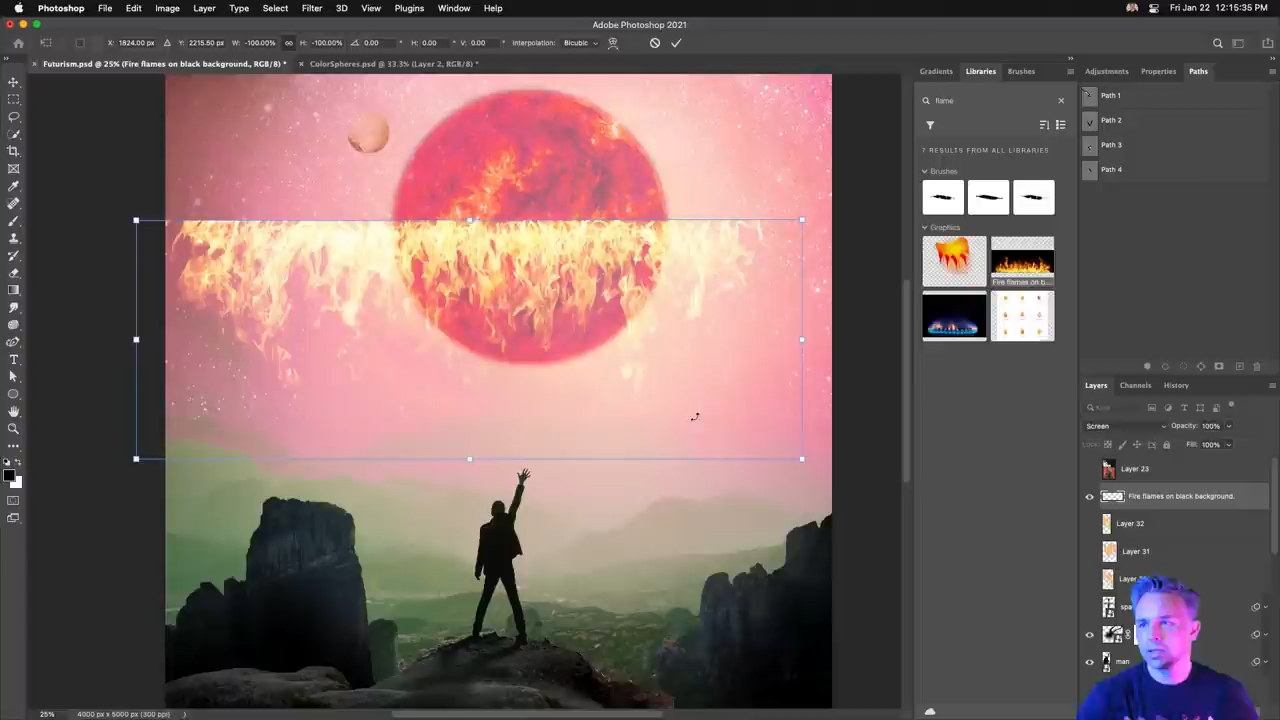 Photoshop File Edit Image Layer Type Select Filter 3D View Plugins Window Help Fri Jan 22 12:15:35 PM
Adobe Photoshop 2021
X: 1824.00 px Y: 2215.50 px W: -100.00% H: -100.00% 0.00 ° H: 0.00 ° V: 0.00 ° Interpolation: Bicubic
Futurism.psd @ 25% (Fire flames on black background., RGB/8) * ColorSpheres.psd @ 33.3% (Layer 2, RGB/8) *
Gradients Libraries Brushes
Adjustments Properties Paths
flame
7 RESULTS FROM ALL LIBRARIES
Brushes
Graphics
Fire flames on b...
Path 1
Path 2
Path 3
Path 4
Layers Channels History
Kind
Screen Opacity: 100%
Lock: Fill: 100%
Layer 23
Fire flames on black background.
Layer 32
Layer 31
Layer
spa
man
25% 4000 px x 5000 px (300 ppi)